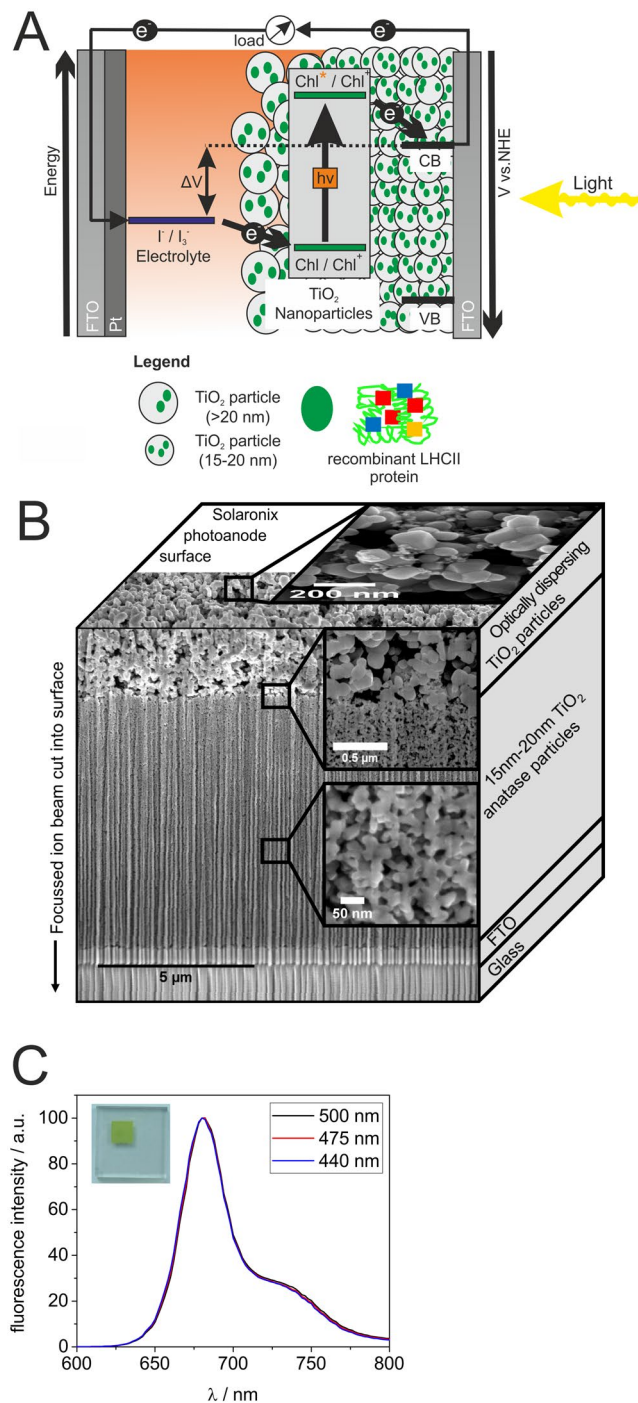 A
e⁻
load
e⁻
Energy
FTO
Pt
ΔV
I⁻ / I₃⁻
Electrolyte
e⁻
Chl* / Chl⁺
hν
Chl / Chl⁺
TiO₂
Nanoparticles
e⁻
CB
VB
FTO
V vs.NHE
Light
Legend
TiO₂ particle
(>20 nm)
TiO₂ particle
(15-20 nm)
recombinant LHCII
protein
B
Solaronix
photoanode
surface
200 nm
Optically dispersing
TiO₂ particles
0.5 µm
15nm-20nm TiO₂
anatase particles
50 nm
Focussed ion beam cut into surface
5 µm
FTO
Glass
C
fluorescence intensity / a.u.
100
80
60
40
20
0
500 nm
475 nm
440 nm
600 650 700 750 800
λ / nm